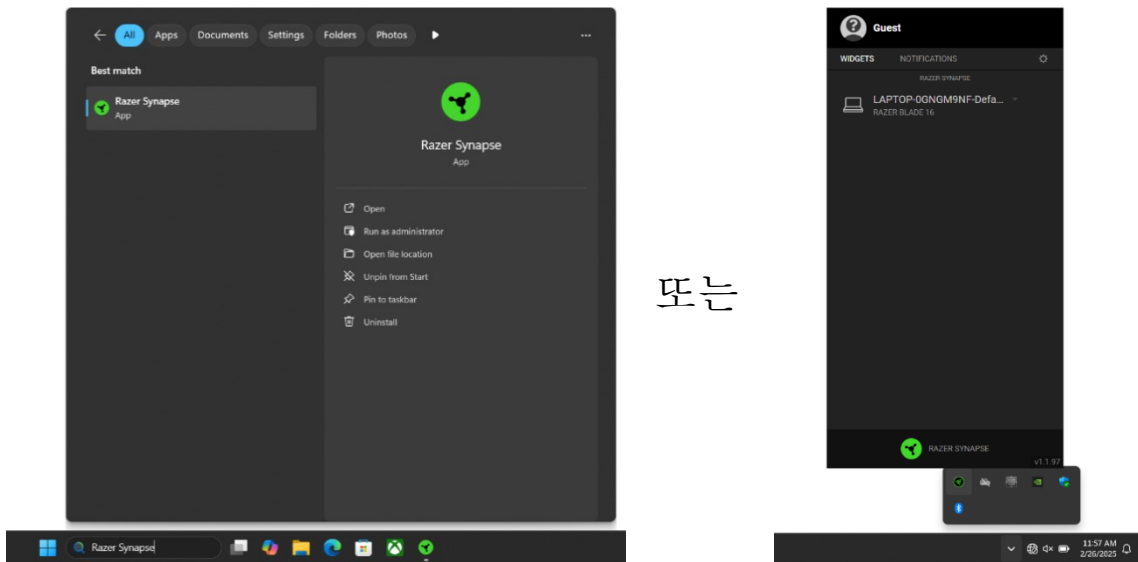 All Apps Documents Settings Folders Photos
Best match
Razer Synapse
App
Razer Synapse
App
Open
Run as administrator
Open file location
Unpin from Start
Pin to taskbar
Uninstall
Razer Synapse
또는
Guest
WIDGETS NOTIFICATIONS
RAZER SYNAPSE
LAPTOP-0GNGM9NF-Defa...
RAZER BLADE 16
RAZER SYNAPSE
v1.1.97
11:57 AM
2/26/2025